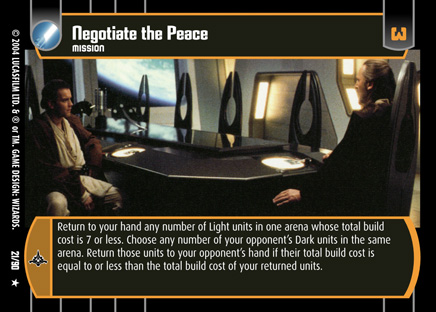 Negotiate the Peace
MISSION
3
Return to your hand any number of Light units in one arena whose total build
cost is 7 or less. Choose any number of your opponent's Dark units in the same
arena. Return those units to your opponent's hand if their total build cost is
equal to or less than the total build cost of your returned units.
© 2004 LUCASFILM LTD. & ® or TM. GAME DESIGN: WIZARDS.
21/90